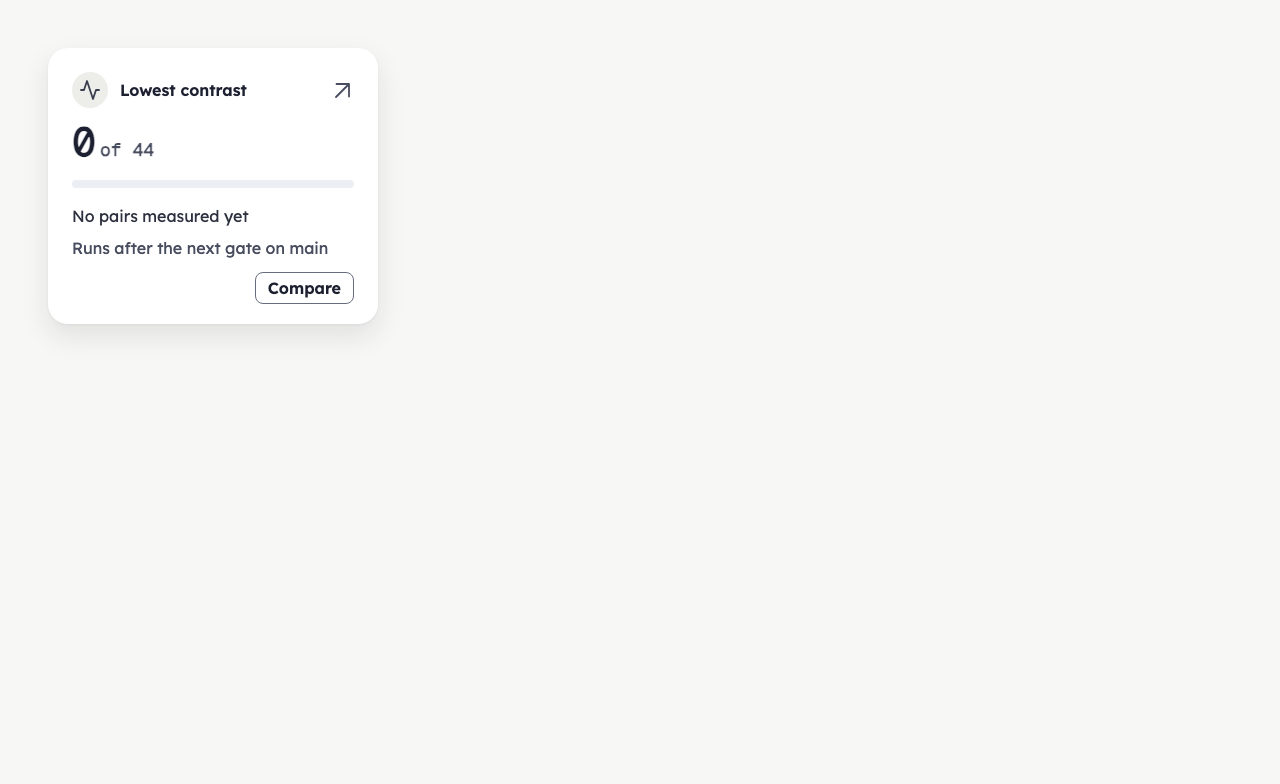 Lowest contrast
0 of 44
No pairs measured yet
Runs after the next gate on main
Compare